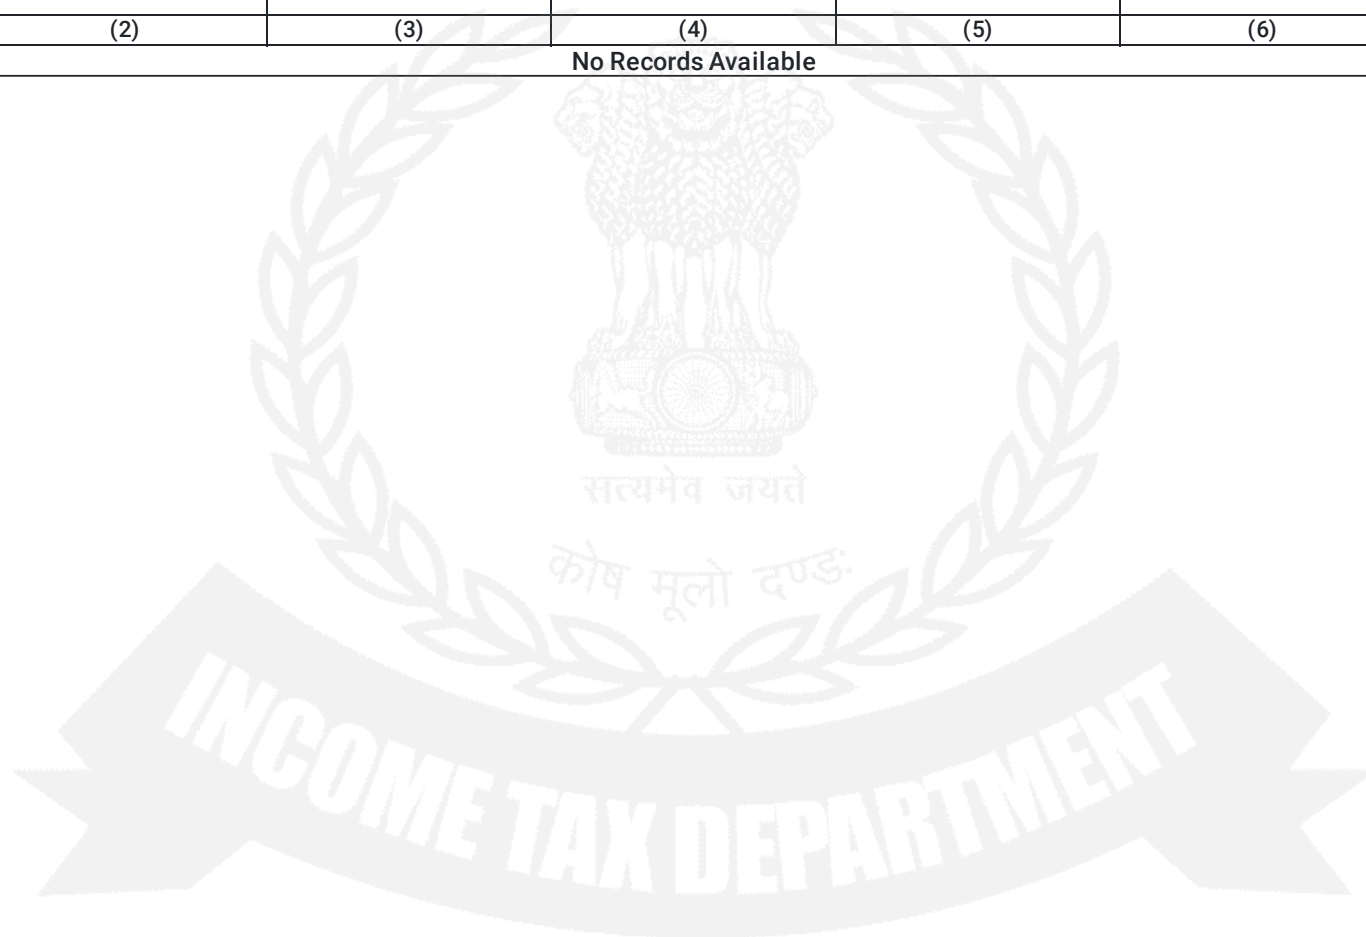 (2) (3) (4) (5) (6)
No Records Available
सत्यमेव जयते
कोष मूलो दण्डः
INCOME TAX DEPARTMENT